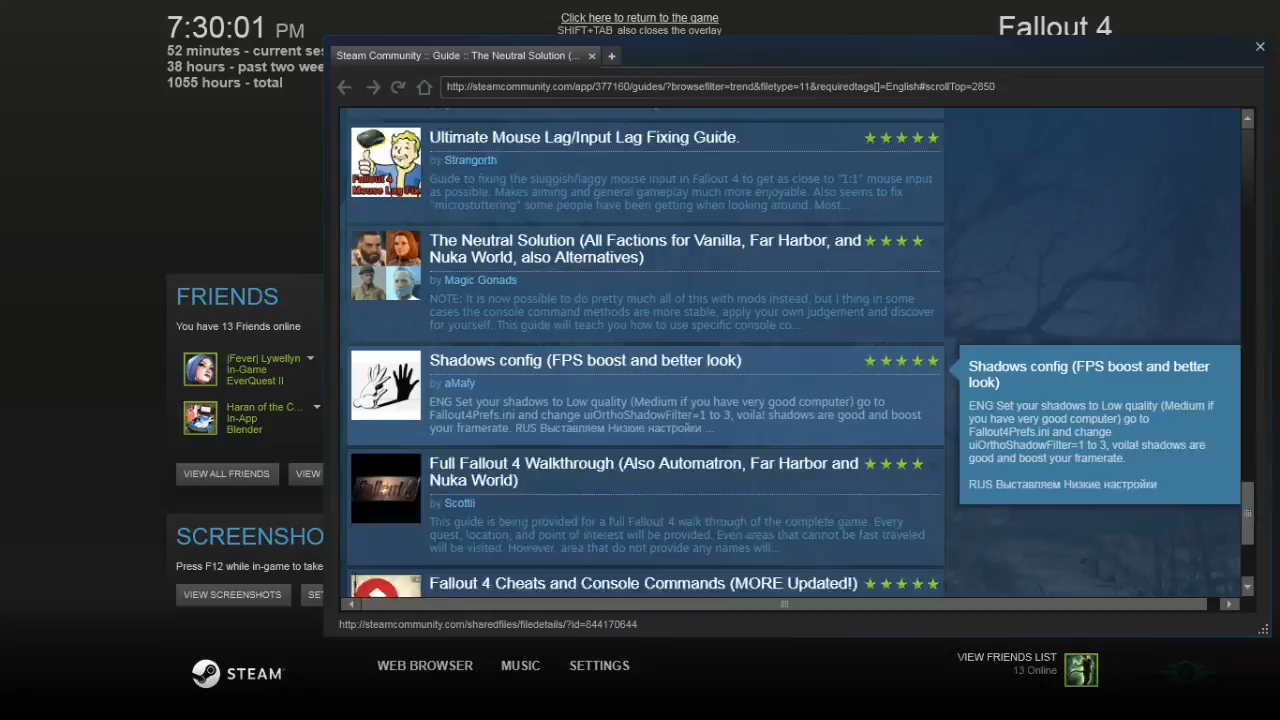 7:30:01 PM
52 minutes - current ses
38 hours - past two wee
1055 hours - total
Click here to return to the game
SHIFT+TAB also closes the overlay
Fallout 4
Steam Community :: Guide :: The Neutral Solution (...
http://steamcommunity.com/app/377160/guides/?browsefilter=trend&filetype=11&requiredtags[]=English#scrollTop=2850
Ultimate Mouse Lag/Input Lag Fixing Guide.
by Strangorth
Guide to fixing the sluggish/laggy mouse input in Fallout 4 to get as close to "1:1" mouse input
as possible. Makes aiming and general gameplay much more enjoyable. Also seems to fix
"microstuttering" some people have been getting when looking around. Most...
Fallout 4
Mouse Lag Fix
The Neutral Solution (All Factions for Vanilla, Far Harbor, and
Nuka World, also Alternatives)
by Magic Gonads
NOTE: It is now possible to do pretty much all of this with mods instead, but i thing in some
cases the console command methods are more stable, apply your own judgement and discover
for yourself. This guide will teach you how to use specific console co...
Shadows config (FPS boost and better look)
by aMafy
ENG Set your shadows to Low quality (Medium if you have very good computer) go to
Fallout4Prefs.ini and change uiOrthoShadowFilter=1 to 3, voila! shadows are good and boost
your framerate. RUS Выставляем Низкие настройки ...
Shadows config (FPS boost and better
look)
ENG Set your shadows to Low quality (Medium if
you have very good computer) go to
Fallout4Prefs.ini and change
uiOrthoShadowFilter=1 to 3, voila! shadows are
good and boost your framerate.
RUS Выставляем Низкие настройки
Full Fallout 4 Walkthrough (Also Automatron, Far Harbor and
Nuka World)
by Scottii
This guide is being provided for a full Fallout 4 walk through of the complete game. Every
quest, location, and point of interest will be provided. Even areas that cannot be fast traveled
will be visited. However, area that do not provide any names will...
Fallout 4
Fallout 4 Cheats and Console Commands (MORE Updated!)
http://steamcommunity.com/sharedfiles/filedetails/?id=644170644
FRIENDS
You have 13 Friends online
|Fever| Lywellyn
In-Game
EverQuest II
Haran of the C...
In-App
Blender
VIEW ALL FRIENDS
VIEW
SCREENSHO
Press F12 while in-game to take
VIEW SCREENSHOTS
SE
STEAM
WEB BROWSER
MUSIC
SETTINGS
VIEW FRIENDS LIST
13 Online